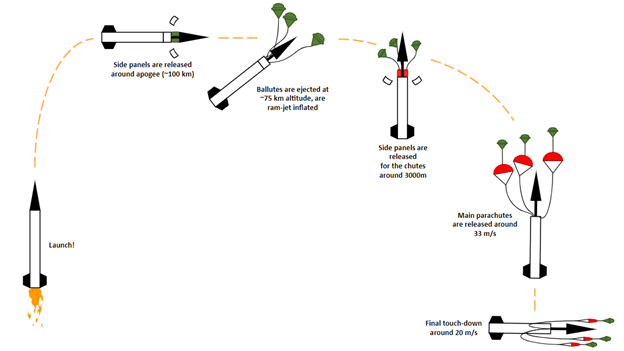 Side panels are released
around apogee (~100 km)
Ballutes are ejected at
~75 km altitude, are
ram-jet inflated
Side panels are
released
for the chutes
around 3000m
Main parachutes
are released around
33 m/s
Launch!
Final touch-down
around 20 m/s